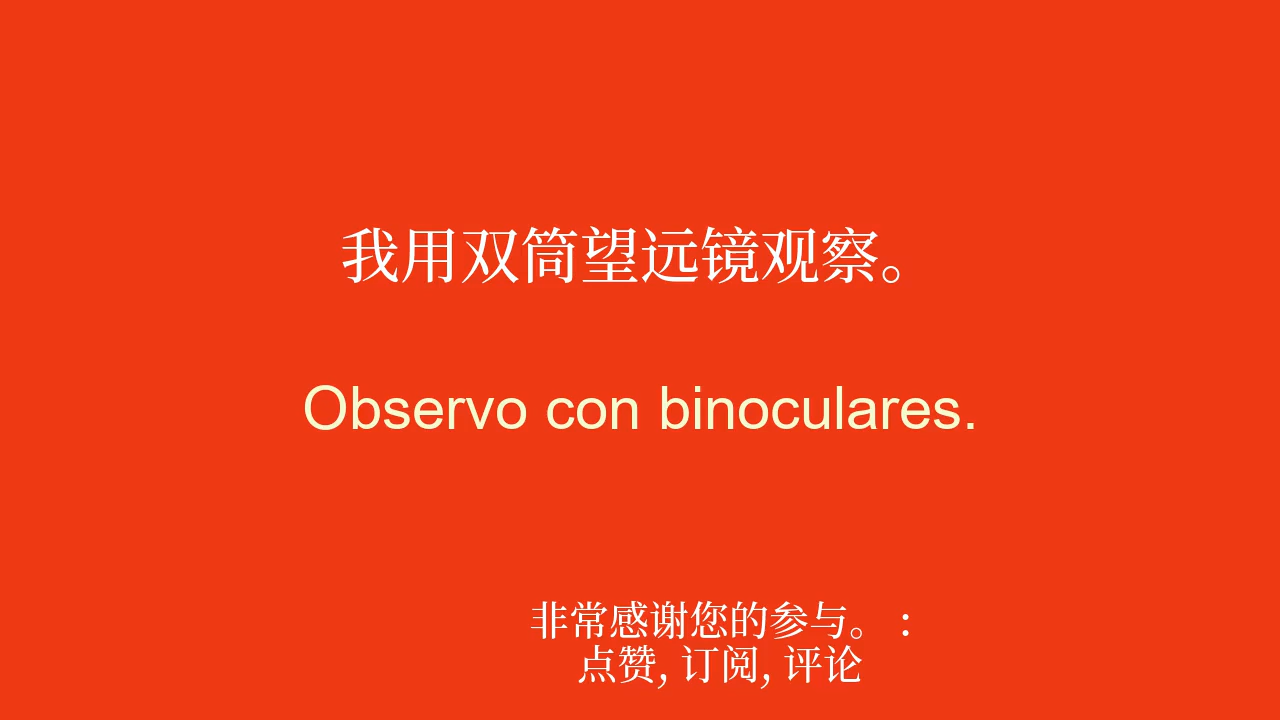 我用双筒望远镜观察。
Observo con binoculares.
非常感谢您的参与。 :
点赞, 订阅, 评论